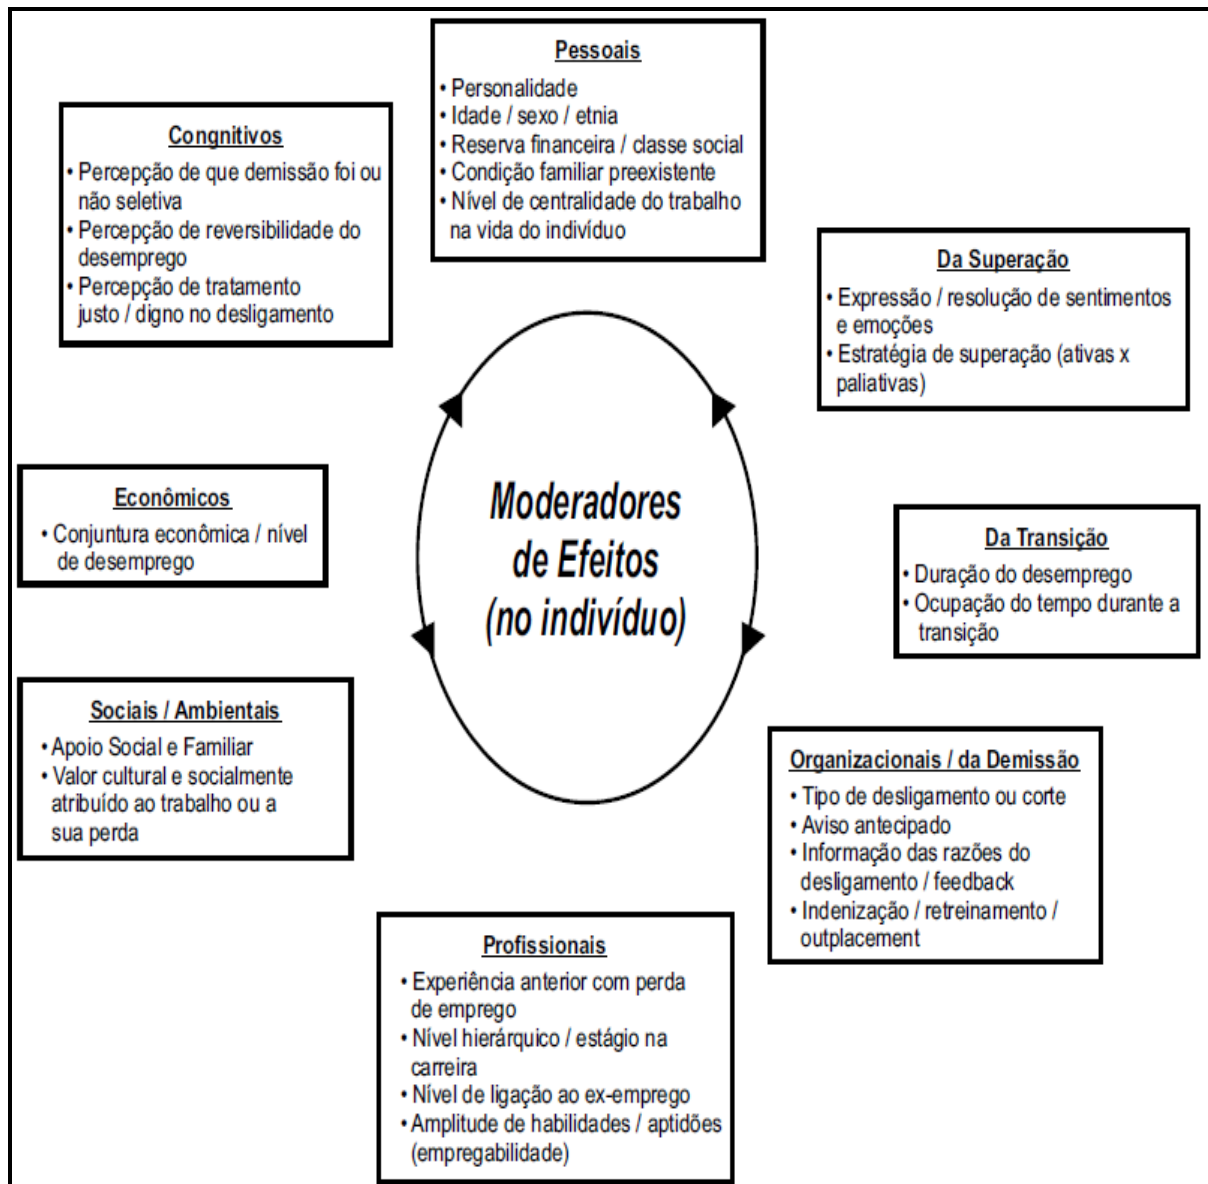 Pessoais
• Personalidade
• Idade / sexo / etnia
• Reserva financeira / classe social
• Condição familiar preexistente
• Nível de centralidade do trabalho
na vida do indivíduo
Congnitivos
• Percepção de que demissão foi ou
não seletiva
• Percepção de reversibilidade do
desemprego
• Percepção de tratamento
justo / digno no desligamento
Da Superação
• Expressão / resolução de sentimentos
e emoções
• Estratégia de superação (ativas x
paliativas)
Econômicos
• Conjuntura econômica / nível
de desemprego
Moderadores
de Efeitos
(no indivíduo)
Da Transição
• Duração do desemprego
• Ocupação do tempo durante a
transição
Sociais / Ambientais
• Apoio Social e Familiar
• Valor cultural e socialmente
atribuído ao trabalho ou a
sua perda
Organizacionais / da Demissão
• Tipo de desligamento ou corte
• Aviso antecipado
• Informação das razões do
desligamento / feedback
• Indenização / retreinamento /
outplacement
Profissionais
• Experiência anterior com perda
de emprego
• Nível hierárquico / estágio na
carreira
• Nível de ligação ao ex-emprego
• Amplitude de habilidades / aptidões
(empregabilidade)